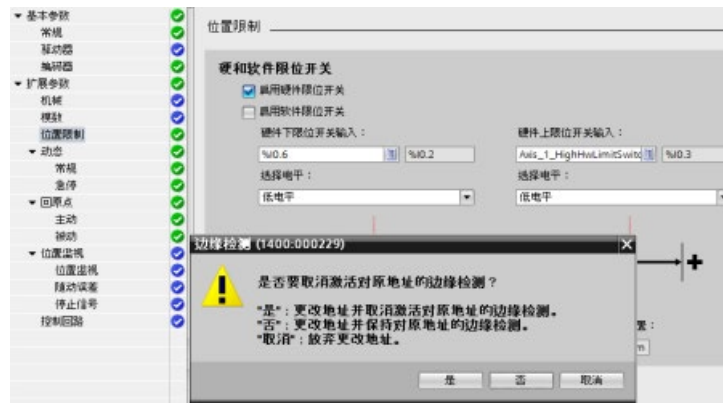 基本参数
常规
驱动器
编码器
扩展参数
机械
模数
位置限制
动态
常规
急停
回原点
主动
被动
位置监视
位置监视
随动误差
停止信号
控制回路
位置限制
硬和软件限位开关
启用硬件限位开关
启用软件限位开关
硬件下限位开关输入：
硬件上限位开关输入：
%I0.6
%I0.2
Axis_1_HighHwLimitSwitc
%I0.3
选择电平：
选择电平：
低电平
低电平
边缘检测 (1400:000229)
是否要取消激活对原地址的边缘检测？
"是"：更改地址并取消激活对原地址的边缘检测。
"否"：更改地址并保持对原地址的边缘检测。
"取消"：放弃更改地址。
是
否
取消